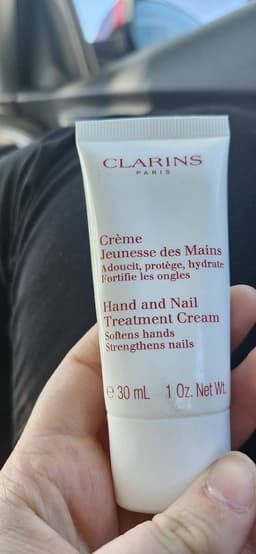 CLARINS
PARIS
Crème
Jeunesse des Mains
Adoucit, protège, hydrate
Fortifie les ongles
Hand and Nail
Treatment Cream
Softens hands
Strengthens nails
℮ 30 mL 1 Oz. Net Wt.